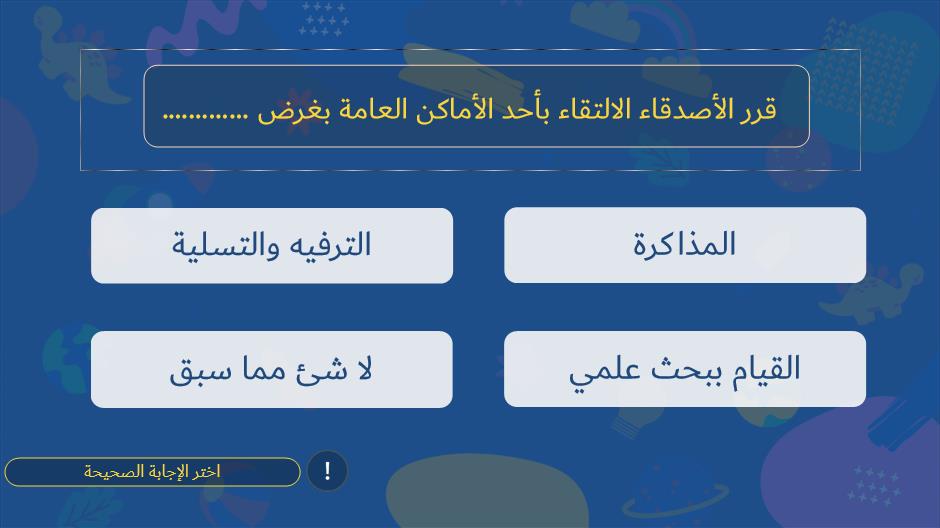 قرر الأصدقاء الالتقاء بأحد الأماكن العامة بغرض .............
المذاكرة
الترفيه والتسلية
القيام ببحث علمي
لا شئ مما سبق
!
اختر الإجابة الصحيحة